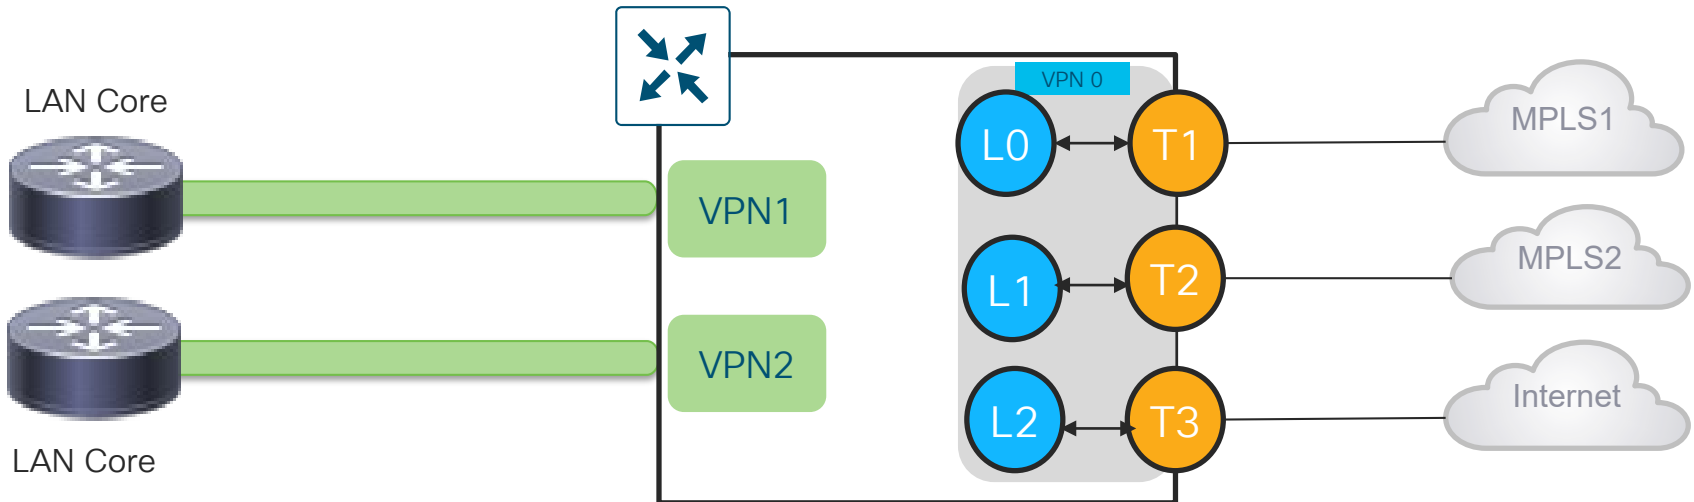 LAN Core
VPN 0
L0
T1
MPLS1
VPN1
L1
T2
MPLS2
VPN2
L2
T3
Internet
LAN Core